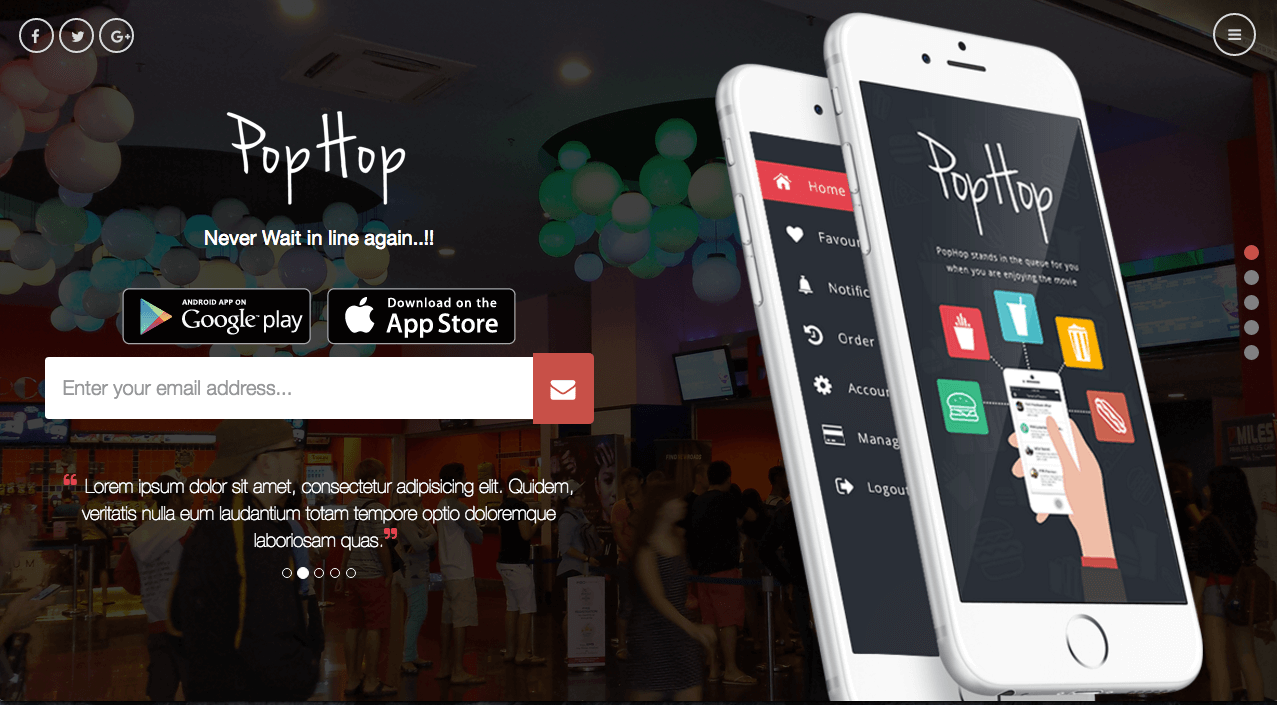 PopHop
Never Wait in line again..!!
ANDROID APP ON
Google play
Download on the
App Store
Enter your email address...
“ Lorem ipsum dolor sit amet, consectetur adipisicing elit. Quidem,
veritatis nulla eum laudantium totam tempore optio doloremque
laboriosam quas.”
Home
Favour
Notific
Order
Accou
Manag
Logout
PopHop
PopHop stands in the queue for you
when you are enjoying the movie
MILES